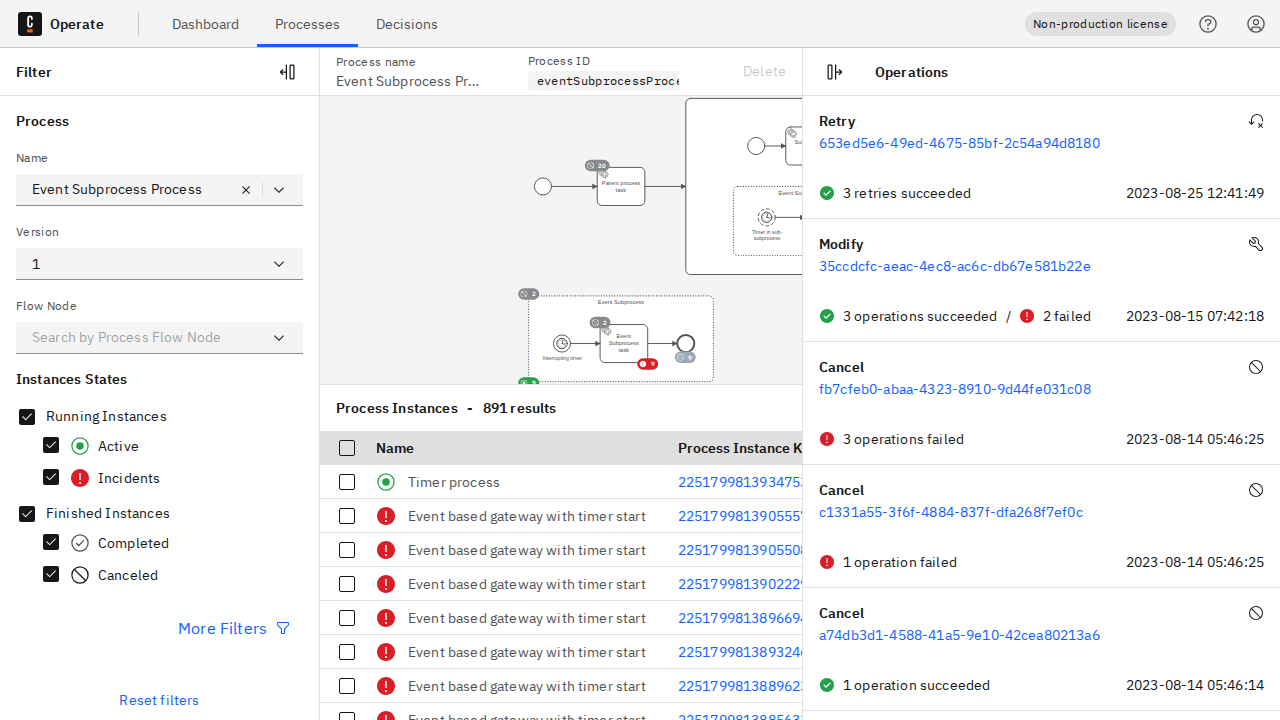 Operate
Dashboard
Processes
Decisions
Non-production license
Filter
Process
Name
Event Subprocess Process
Version
1
Flow Node
Search by Process Flow Node
Instances States
Running Instances
Active
Incidents
Finished Instances
Completed
Canceled
More Filters
Reset filters
Process name
Event Subprocess Pr...
Process ID
eventSubprocessProce
Delete
20
Parent process
task
Event Su
Timer in sub-
subprocess
2
Event Subprocess
2
Event
Subprocess
task
Interrupting timer
9
9
Process Instances - 891 results
Name
Process Instance K
Timer process
Event based gateway with timer start
225179981390555
Event based gateway with timer start
225179981390550
Event based gateway with timer start
225179981390222
Event based gateway with timer start
225179981389669
Event based gateway with timer start
225179981389324
Event based gateway with timer start
225179981388962
Event based gateway with timer start
Operations
Retry
653ed5e6-49ed-4675-85bf-2c54a94d8180
3 retries succeeded
2023-08-25 12:41:49
Modify
35ccdcfc-aeac-4ec8-ac6c-db67e581b22e
3 operations succeeded / 2 failed
2023-08-15 07:42:18
Cancel
fb7cfeb0-abaa-4323-8910-9d44fe031c08
3 operations failed
2023-08-14 05:46:25
Cancel
c1331a55-3f6f-4884-837f-dfa268f7ef0c
1 operation failed
2023-08-14 05:46:25
Cancel
a74db3d1-4588-41a5-9e10-42cea80213a6
1 operation succeeded
2023-08-14 05:46:14